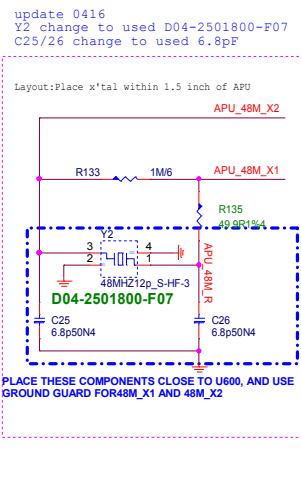 update 0416
Y2 change to used D04-2501800-F07
C25/26 change to used 6.8pF
Layout:Place x'tal within 1.5 inch of APU
APU_48M_X2
R133 1M/6 APU_48M_X1
R135
49.9R1%4
Y2
3 4
2 1
APU_48M_R
48MHZ12p_S-HF-3
D04-2501800-F07
C25 C26
6.8p50N4 6.8p50N4
PLACE THESE COMPONENTS CLOSE TO U600, AND USE
GROUND GUARD FOR48M_X1 AND 48M_X2